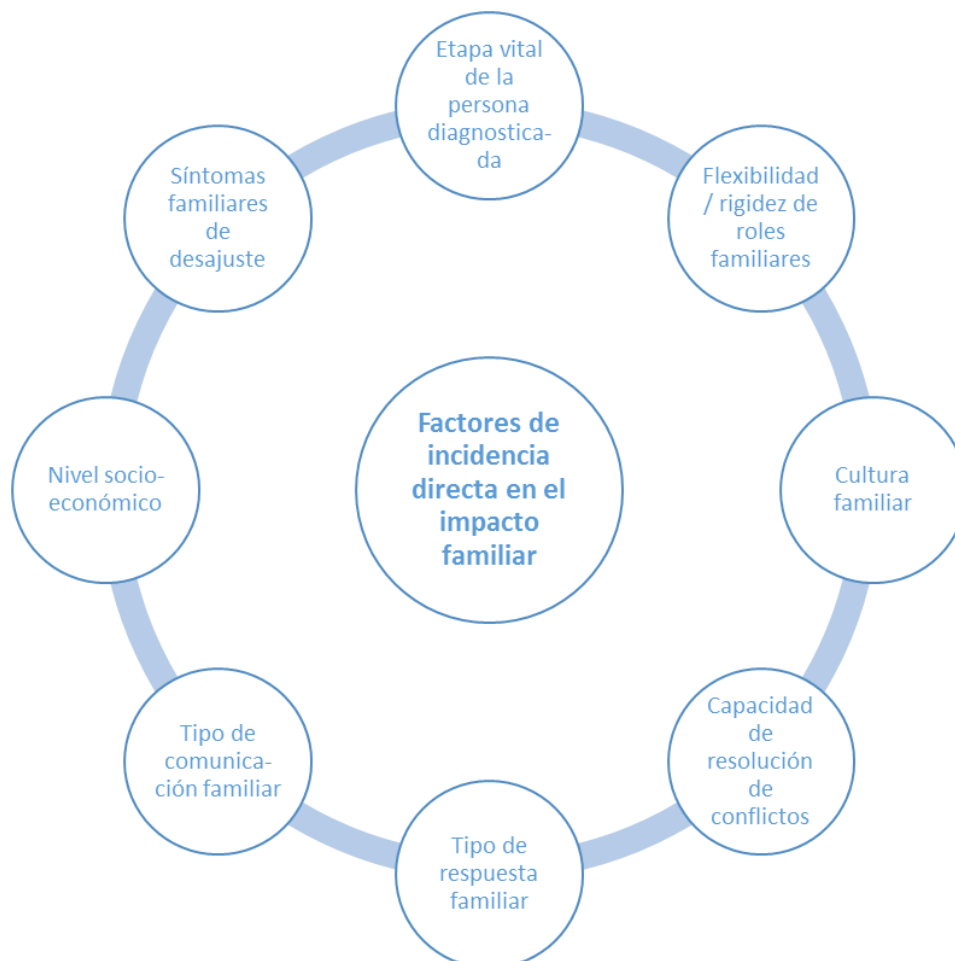 Etapa vital
de la
persona
diagnostica-
da
Flexibilidad
/ rigidez de
roles
familiares
Cultura
familiar
Capacidad
de
resolución
de
conflictos
Tipo de
respuesta
familiar
Tipo de
comunica-
ción familiar
Nivel socio-
económico
Síntomas
familiares
de
desajuste
Factores de
incidencia
directa en el
impacto
familiar